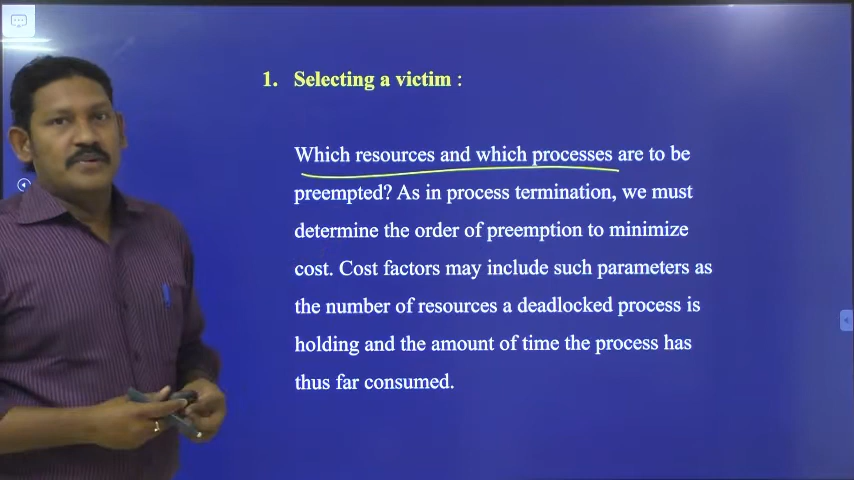 1. Selecting a victim :
Which resources and which processes are to be
preempted? As in process termination, we must
determine the order of preemption to minimize
cost. Cost factors may include such parameters as
the number of resources a deadlocked process is
holding and the amount of time the process has
thus far consumed.